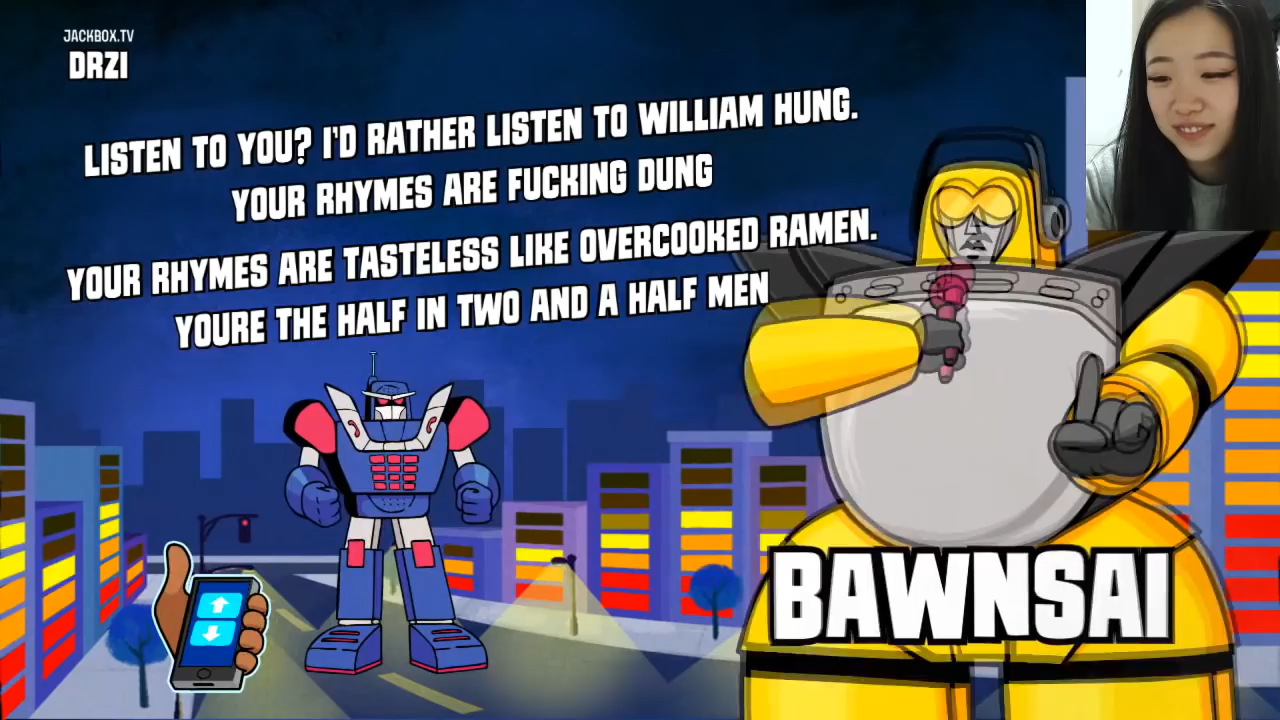 JACKBOX.TV
DRZI
LISTEN TO YOU? I'D RATHER LISTEN TO WILLIAM HUNG.
YOUR RHYMES ARE FUCKING DUNG
YOUR RHYMES ARE TASTELESS LIKE OVERCOOKED RAMEN.
YOURE THE HALF IN TWO AND A HALF MEN
BAWNSAI